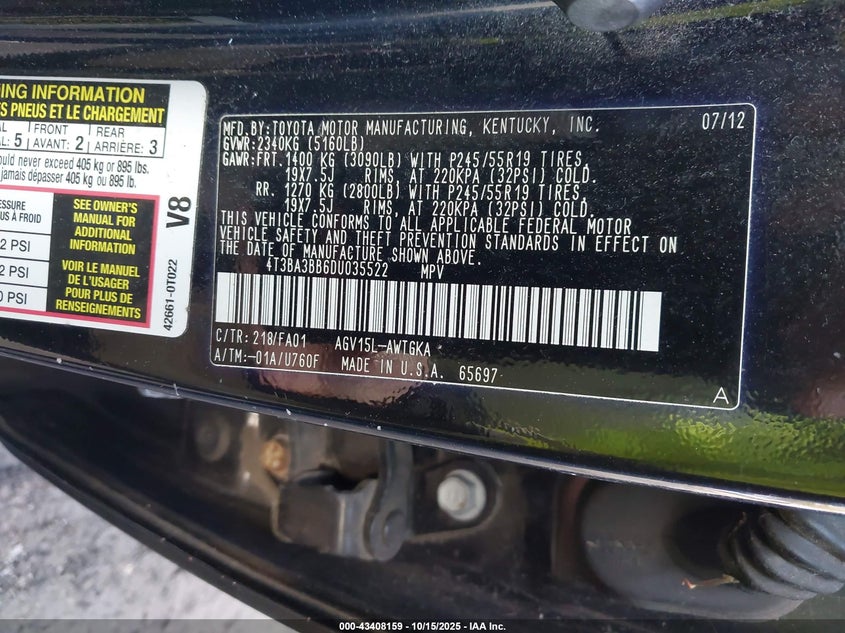 ING INFORMATION
S PNEUS ET LE CHARGEMENT
FRONT
AVANT: 2
REAR
ARRIÈRE: 3
AL: 5
ould never exceed 405 kg or 895 lbs.
jamais dépasser 405 kg ou 895 lb.
ESSURE
US À FROID
2 PSI
2 PSI
0 PSI
SEE OWNER'S
MANUAL FOR
ADDITIONAL
INFORMATION
VOIR LE MANUEL
DE L'USAGER
POUR PLUS DE
RENSEIGNEMENTS
V8
42661-0T022
MFD.BY:TOYOTA MOTOR MANUFACTURING, KENTUCKY, INC. 07/12
GVWR:2340KG (5160LB)
GAWR:FRT.1400 KG (3090LB) WITH P245/55R19 TIRES,
19X7.5J RIMS, AT 220KPA (32PSI) COLD.
RR. 1270 KG (2800LB) WITH P245/55R19 TIRES,
19X7.5J RIMS, AT 220KPA (32PSI) COLD.
THIS VEHICLE CONFORMS TO ALL APPLICABLE FEDERAL MOTOR
VEHICLE SAFETY AND THEFT PREVENTION STANDARDS IN EFFECT ON
THE DATE OF MANUFACTURE SHOWN ABOVE.
4T3BA3BB6DU035522 MPV
C/TR:218/FA01 AGV15L-AWTGKA
A/TM:-01A/U760F MADE IN U.S.A. 65697
A
000-43408159 - 10/15/2025 - IAA Inc.